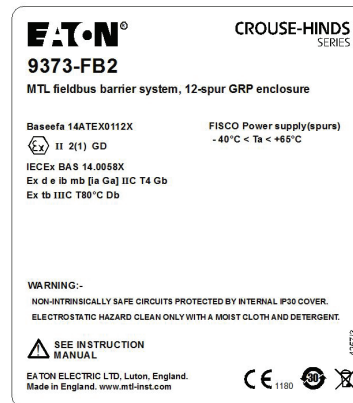 EATON®
CROUSE-HINDS
SERIES
9373-FB2
MTL fieldbus barrier system, 12-spur GRP enclosure
Baseefa 14ATEX0112X
FISCO Power supply(spurs)
- 40°C < Ta < +65°C
Ex II 2(1) GD
IECEx BAS 14.0058X
Ex d e ib mb [ia Ga] IIC T4 Gb
Ex tb IIIC T80°C Db
WARNING:-
NON-INTRINSICALLY SAFE CIRCUITS PROTECTED BY INTERNAL IP30 COVER.
ELECTROSTATIC HAZARD CLEAN ONLY WITH A MOIST CLOTH AND DETERGENT.
SEE INSTRUCTION
MANUAL
EATON ELECTRIC LTD, Luton, England.
Made in England. www.mtl-inst.com
CE 1180
30